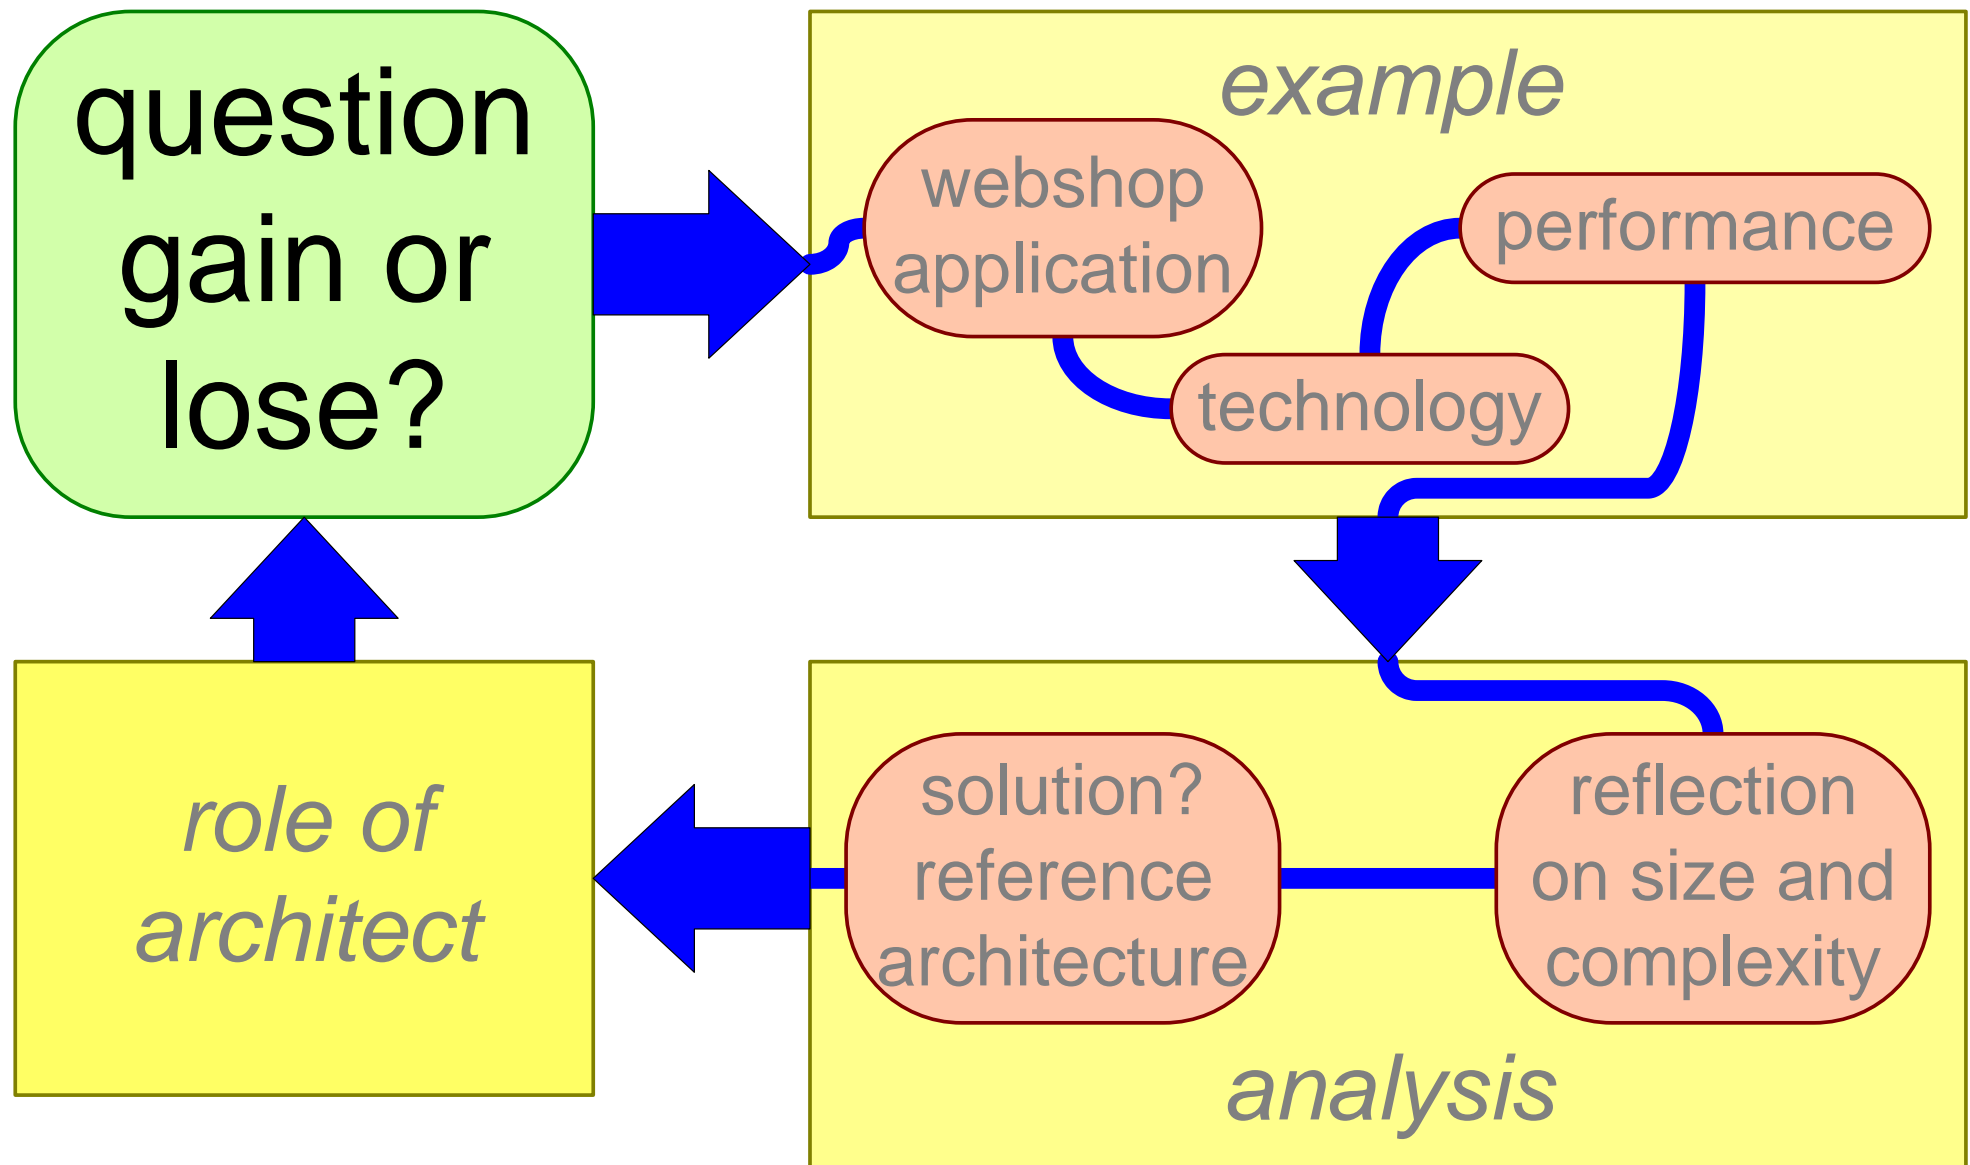 question
gain or
lose?
example
webshop
application
technology
performance
reflection
on size and
complexity
solution?
reference
architecture
analysis
role of
architect